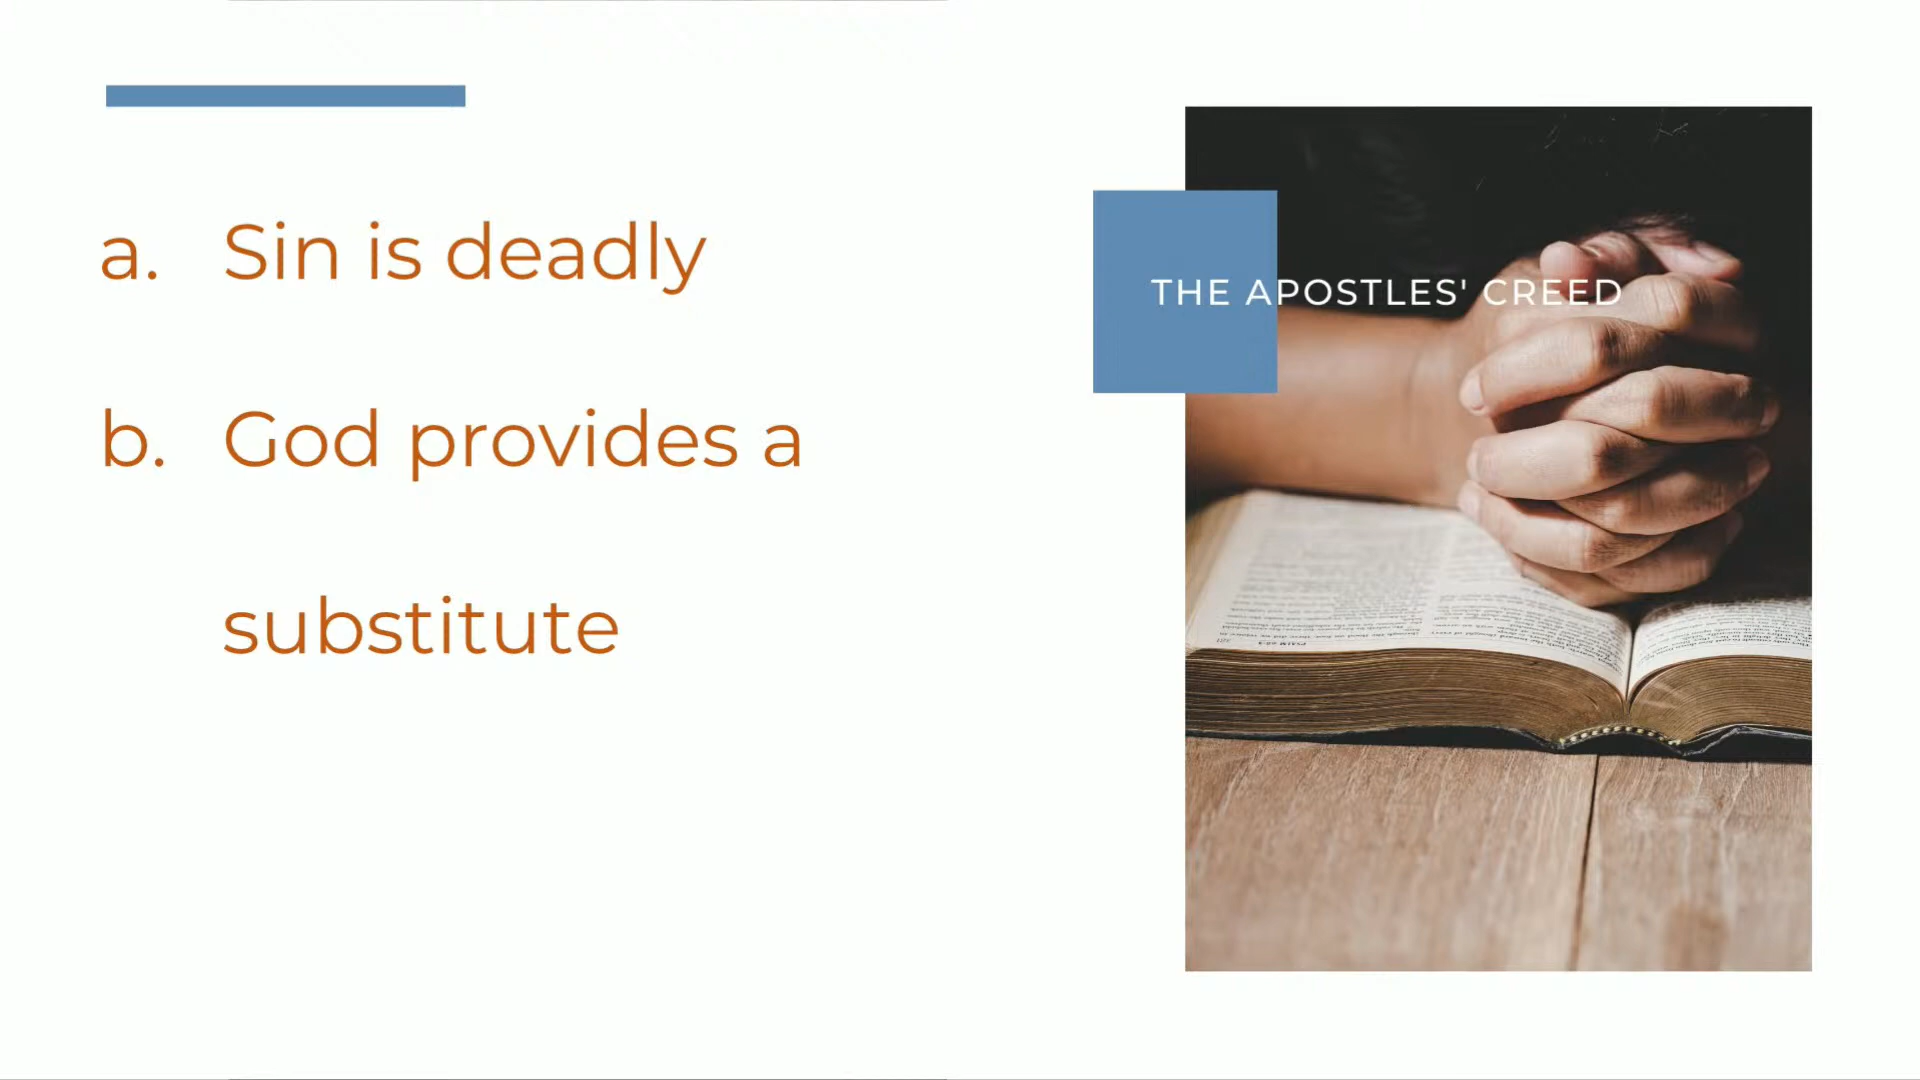 a. Sin is deadly
b. God provides a
substitute
THE APOSTLES' CREED